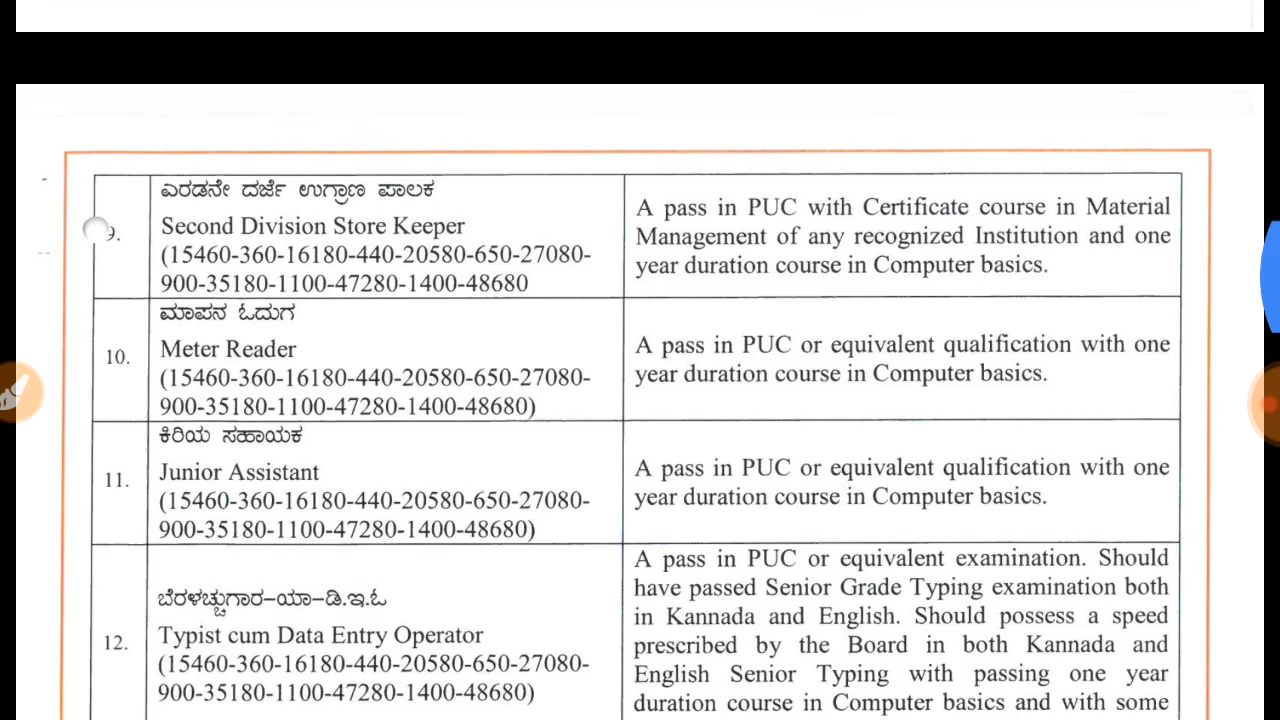 ಎರಡನೇ ದರ್ಜೆ ಉಗ್ರಾಣ ಪಾಲಕ
9.
Second Division Store Keeper
(15460-360-16180-440-20580-650-27080-
900-35180-1100-47280-1400-48680
A pass in PUC with Certificate course in Material
Management of any recognized Institution and one
year duration course in Computer basics.
ಮಾಪನ ಓದುಗ
10.
Meter Reader
(15460-360-16180-440-20580-650-27080-
900-35180-1100-47280-1400-48680)
A pass in PUC or equivalent qualification with one
year duration course in Computer basics.
ಕಿರಿಯ ಸಹಾಯಕ
11.
Junior Assistant
(15460-360-16180-440-20580-650-27080-
900-35180-1100-47280-1400-48680)
A pass in PUC or equivalent qualification with one
year duration course in Computer basics.
12.
ಬೆರಳಚ್ಚುಗಾರ–ಯಾ–ಡಿ.ಇ.ಓ
Typist cum Data Entry Operator
(15460-360-16180-440-20580-650-27080-
900-35180-1100-47280-1400-48680)
A pass in PUC or equivalent examination. Should
have passed Senior Grade Typing examination both
in Kannada and English. Should possess a speed
prescribed by the Board in both Kannada and
English Senior Typing with passing one year
duration course in Computer basics and with some